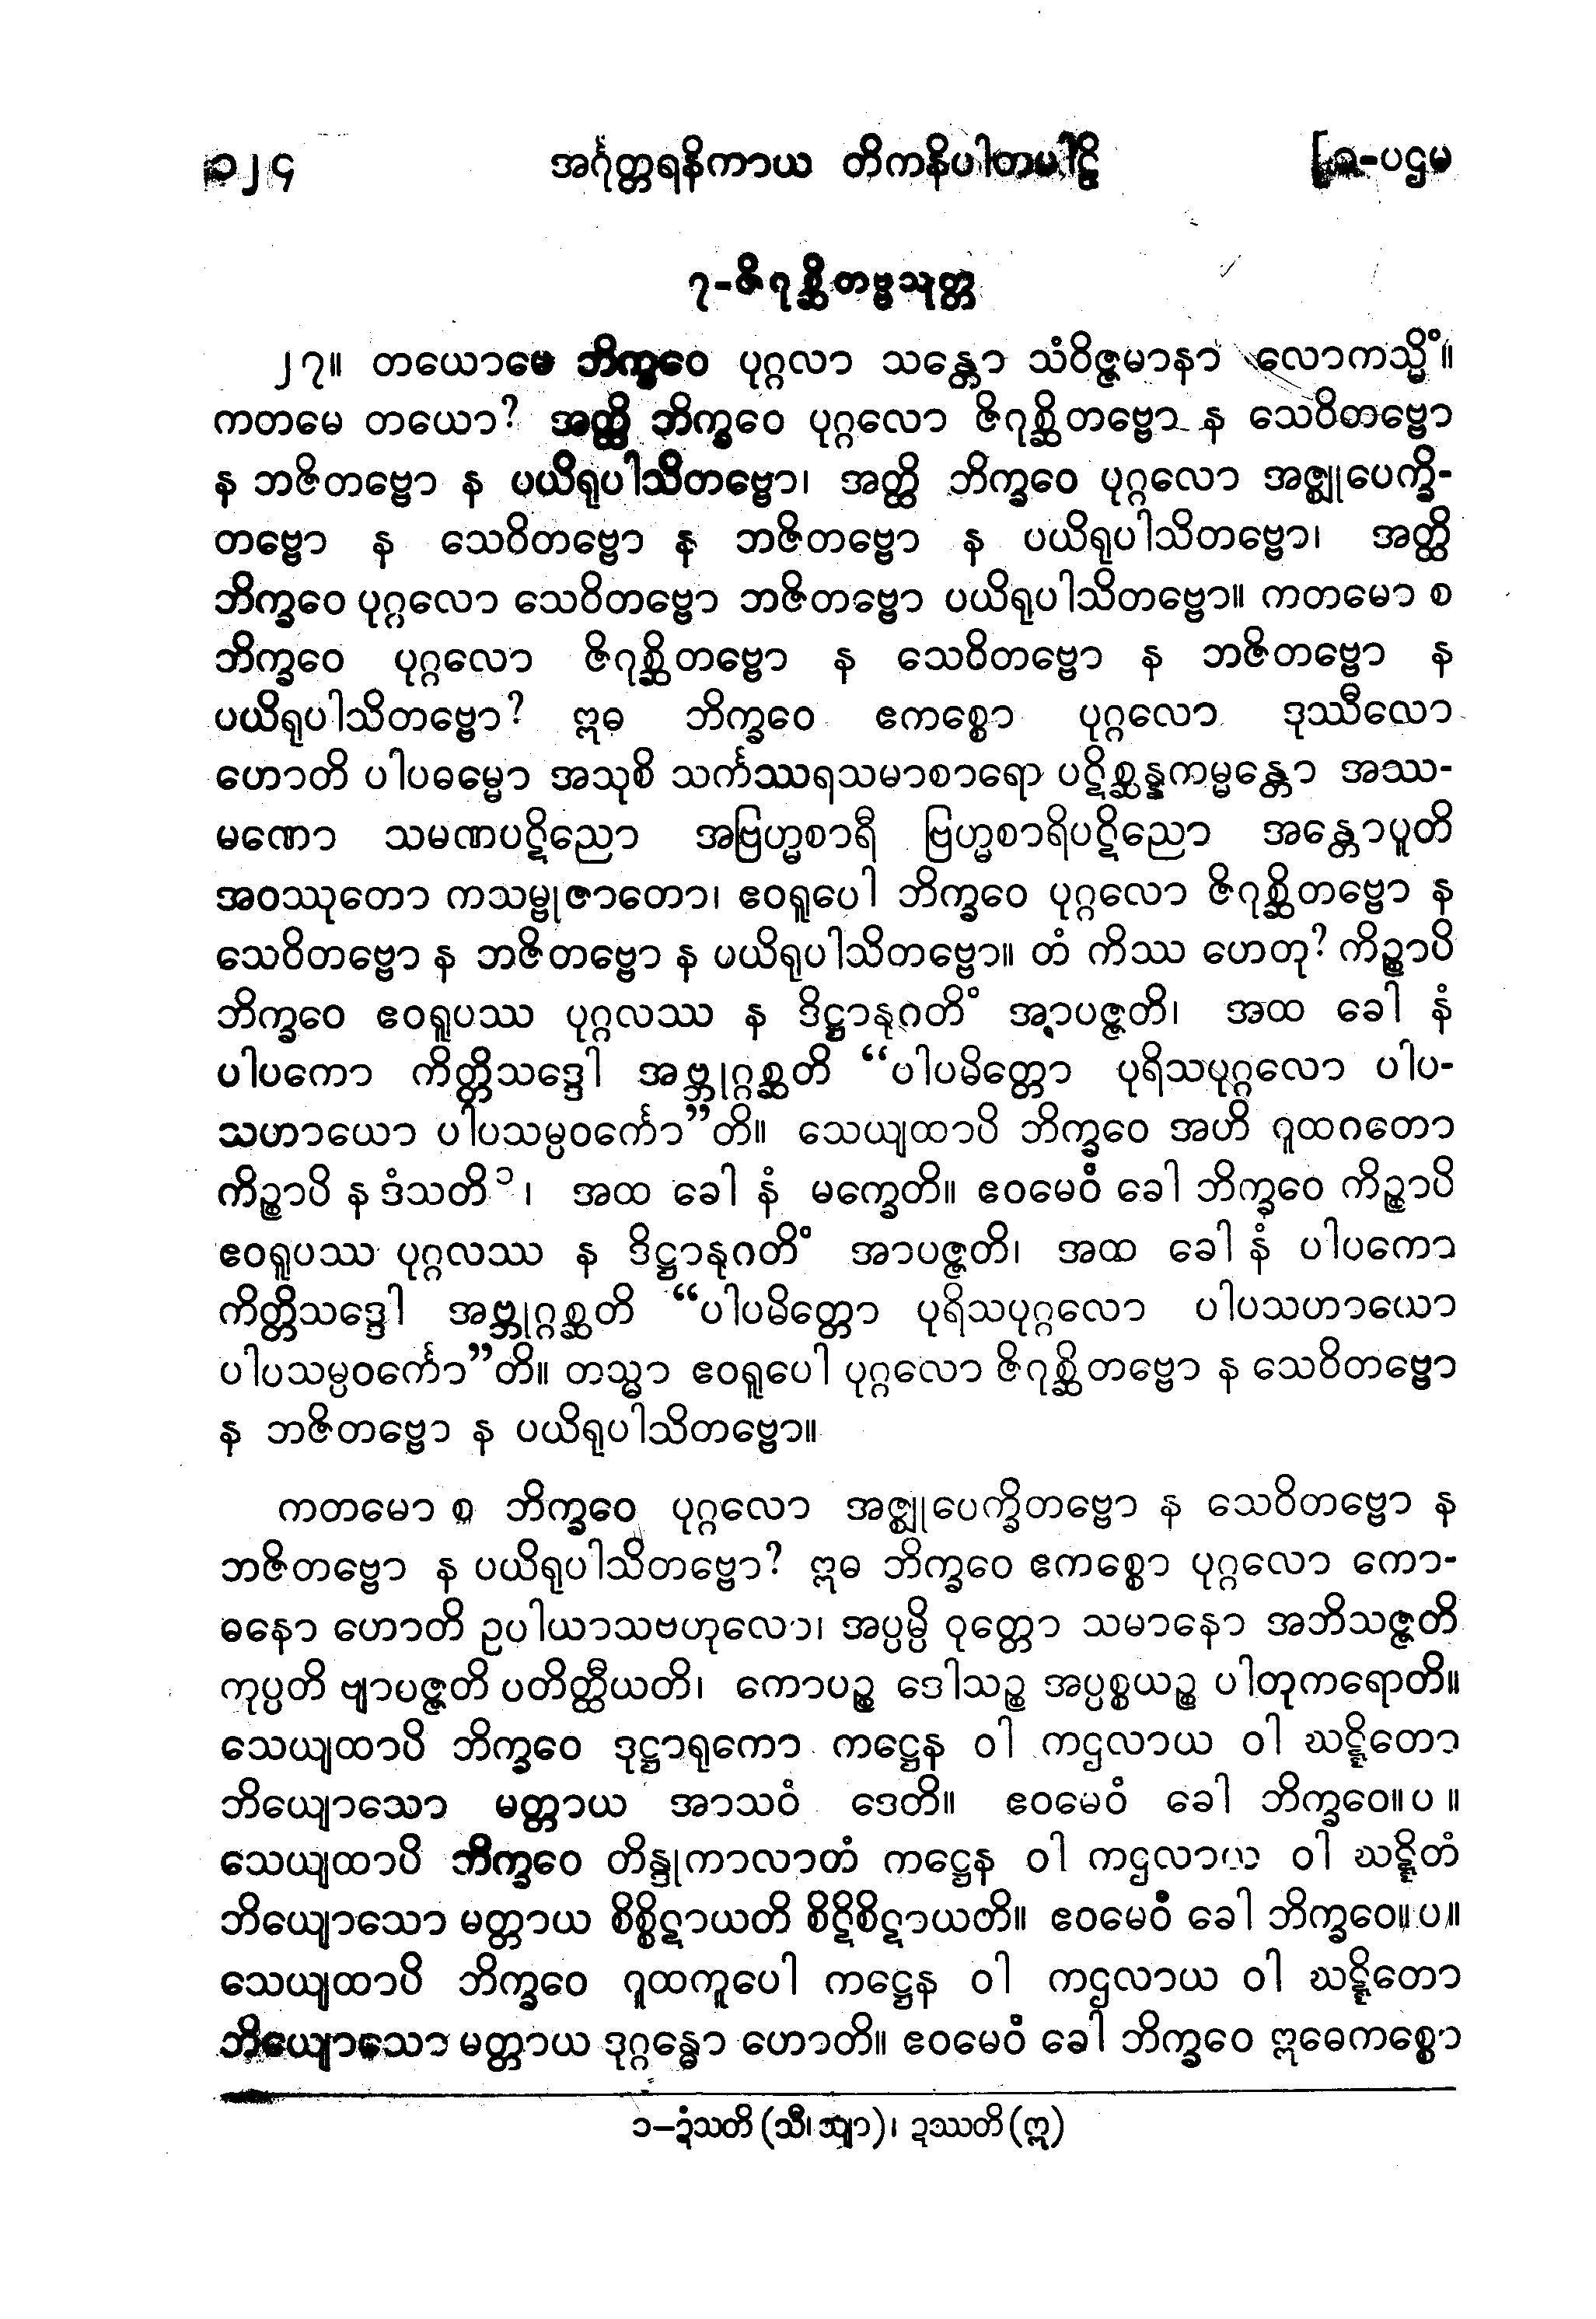 ၁၂၄ အင်္ဂုတ္တရနိကာယ တိကနိပါတပါဠိ [၃-ပဌမ
၇-ဇိဂုစ္ဆိတဗ္ဗသုတ္တ
၂၇။ တယောမေ ဘိက္ခဝေ ပုဂ္ဂလာ သန္တော သံဝိဇ္ဇမာနာ လောကသ္မိံ။
ကတမေ တယော? အတ္ထိ ဘိက္ခဝေ ပုဂ္ဂလော ဇိဂုစ္ဆိတဗ္ဗော န သေဝိတဗ္ဗော
န ဘဇိတဗ္ဗော န ပယိရုပါသိတဗ္ဗော၊ အတ္ထိ ဘိက္ခဝေ ပုဂ္ဂလော အဇ္ဈုပေက္ခိ-
တဗ္ဗော န သေဝိတဗ္ဗော န ဘဇိတဗ္ဗော န ပယိရုပါသိတဗ္ဗော၊ အတ္ထိ
ဘိက္ခဝေ ပုဂ္ဂလော သေဝိတဗ္ဗော ဘဇိတဗ္ဗော ပယိရုပါသိတဗ္ဗော။ ကတမော စ
ဘိက္ခဝေ ပုဂ္ဂလော ဇိဂုစ္ဆိတဗ္ဗော န သေဝိတဗ္ဗော န ဘဇိတဗ္ဗော န
ပယိရုပါသိတဗ္ဗော? ဣဓ ဘိက္ခဝေ ဧကစ္စော ပုဂ္ဂလော ဒုဿီလော
ဟောတိ ပါပဓမ္မော အသုစိ သင်္ကဿရသမာစာရော ပဋိစ္ဆန္နကမ္မန္တော အဿ-
မဏော သမဏပဋိညော အဗြဟ္မစာရီ ဗြဟ္မစာရိပဋိညော အန္တောပူတိ
အဝဿုတော ကသမ္ဗုဇာတော၊ ဧဝရူပေါ ဘိက္ခဝေ ပုဂ္ဂလော ဇိဂုစ္ဆိတဗ္ဗော န
သေဝိတဗ္ဗော န ဘဇိတဗ္ဗော န ပယိရုပါသိတဗ္ဗော။ တံ ကိဿ ဟေတု? ကိဉ္စာပိ
ဘိက္ခဝေ ဧဝရူပဿ ပုဂ္ဂလဿ န ဒိဋ္ဌာနုဂတိံ အာပဇ္ဇတိ၊ အထ ခေါ နံ
ပါပကော ကိတ္တိသဒ္ဒေါ အဗ္ဘုဂ္ဂစ္ဆတိ “ပါပမိတ္တော ပုရိသပုဂ္ဂလော ပါပ-
သဟာယော ပါပသမ္ပဝင်္ကော”တိ။ သေယျထာပိ ဘိက္ခဝေ အဟိ ဂူထဂတော
ကိဉ္စာပိ န ဒံသတိ၁၊ အထ ခေါ နံ မက္ခေတိ။ ဧဝမေဝံ ခေါ ဘိက္ခဝေ ကိဉ္စာပိ
ဧဝရူပဿ ပုဂ္ဂလဿ န ဒိဋ္ဌာနုဂတိံ အာပဇ္ဇတိ၊ အထ ခေါ နံ ပါပကော
ကိတ္တိသဒ္ဒေါ အဗ္ဘုဂ္ဂစ္ဆတိ “ပါပမိတ္တော ပုရိသပုဂ္ဂလော ပါပသဟာယော
ပါပသမ္ပဝင်္ကော”တိ။ တသ္မာ ဧဝရူပေါ ပုဂ္ဂလော ဇိဂုစ္ဆိတဗ္ဗော န သေဝိတဗ္ဗော
န ဘဇိတဗ္ဗော န ပယိရုပါသိတဗ္ဗော။
ကတမော စ ဘိက္ခဝေ ပုဂ္ဂလော အဇ္ဈုပေက္ခိတဗ္ဗော န သေဝိတဗ္ဗော န
ဘဇိတဗ္ဗော န ပယိရုပါသိတဗ္ဗော? ဣဓ ဘိက္ခဝေ ဧကစ္စော ပုဂ္ဂလော ကော-
ဓနော ဟောတိ ဥပါယာသဗဟုလော၊ အပ္ပမ္ပိ ဝုတ္တော သမာနော အဘိသဇ္ဇတိ
ကုပ္ပတိ ဗျာပဇ္ဇတိ ပတိတ္ထီယတိ၊ ကောပဉ္စ ဒေါသဉ္စ အပ္ပစ္စယဉ္စ ပါတုကရောတိ။
သေယျထာပိ ဘိက္ခဝေ ဒုဋ္ဌာရုကော ကဋ္ဌေန ဝါ ကဌလာယ ဝါ ဃဋ္ဋိတော
ဘိယျောသော မတ္တာယ အာသဝံ ဒေတိ။ ဧဝမေဝံ ခေါ ဘိက္ခဝေ။ပ။
သေယျထာပိ ဘိက္ခဝေ တိန္ဒုကာလာတံ ကဋ္ဌေန ဝါ ကဌလာယ ဝါ ဃဋ္ဋိတံ
ဘိယျောသော မတ္တာယ စိစ္စိဋာယတိ စိဋိစိဋာယတိ။ ဧဝမေဝံ ခေါ ဘိက္ခဝေ။ပ။
သေယျထာပိ ဘိက္ခဝေ ဂူထကူပေါ ကဋ္ဌေန ဝါ ကဌလာယ ဝါ ဃဋ္ဋိတော
ဘိယျောသော မတ္တာယ ဒုဂ္ဂန္ဓော ဟောတိ။ ဧဝမေဝံ ခေါ ဘိက္ခဝေ ဣဓေကစ္စော
၁-ဍံသတိ (သီ၊ သျာ)၊ ဍဿတိ (ဣ)